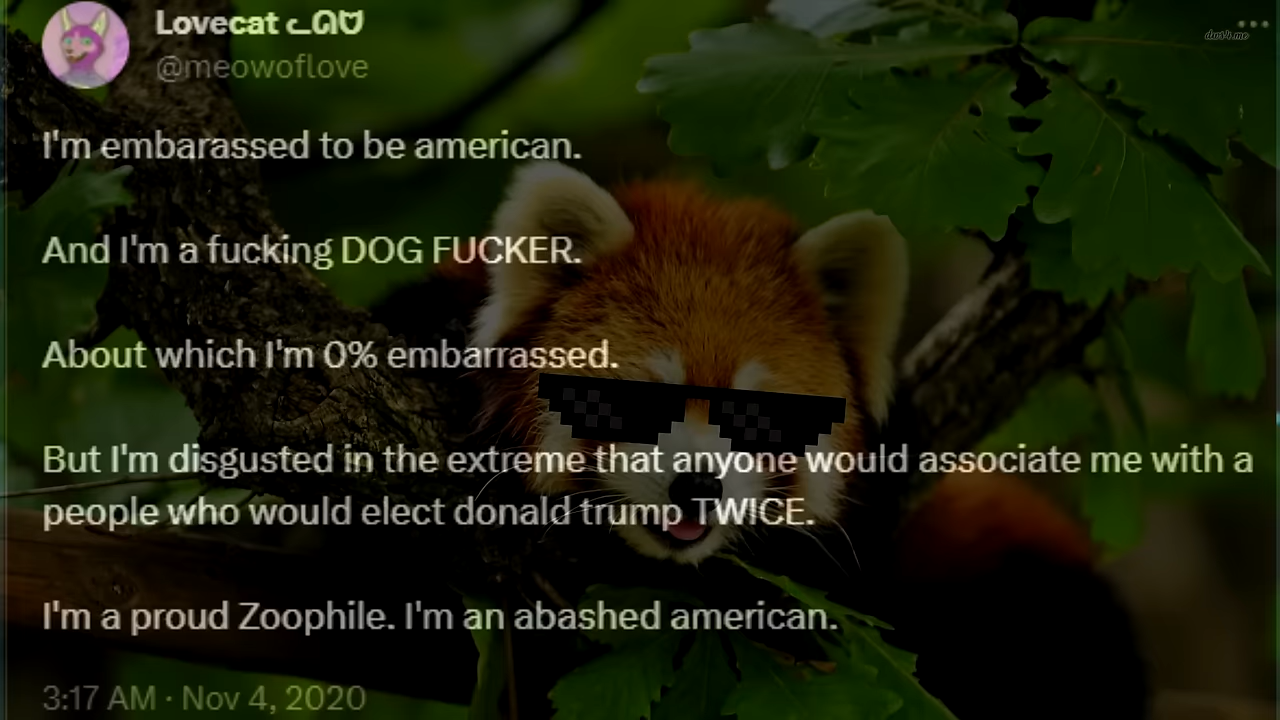 Lovecat ᓚᘏᗢ
@meowoflove
dws4.me
I'm embarassed to be american.
And I'm a fucking DOG FUCKER.
About which I'm 0% embarrassed.
But I'm disgusted in the extreme that anyone would associate me with a
people who would elect donald trump TWICE.
I'm a proud Zoophile. I'm an abashed american.
3:17 AM · Nov 4, 2020